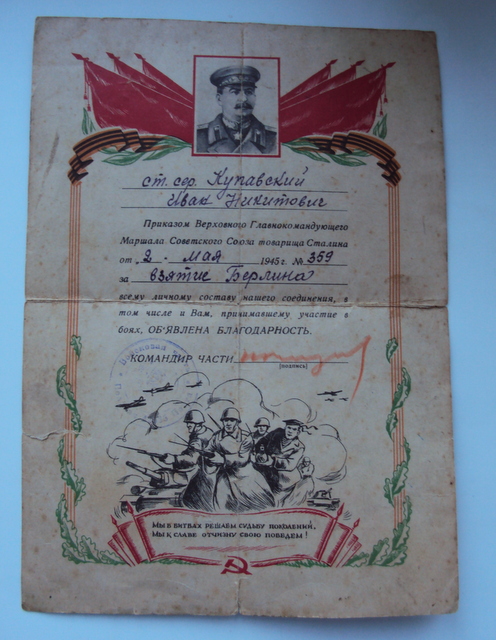 ст. сер. Купавский
Иван Никитович
Приказом Верховного Главнокомандующего
Маршала Советского Союза товарища Сталина
от „2“ Мая 1945 г. № 359
за взятие Берлина
всему личному составу нашего соединения, в
том числе и Вам, принимавшему участие в
боях, ОБ'ЯВЛЕНА БЛАГОДАРНОСТЬ.
КОМАНДИР ЧАСТИ
(подпись)
МЫ В БИТВАХ РЕШАЕМ СУДЬБУ ПОКОЛЕНИЙ,
МЫ К СЛАВЕ ОТЧИЗНУ СВОЮ ПОВЕДЕМ!